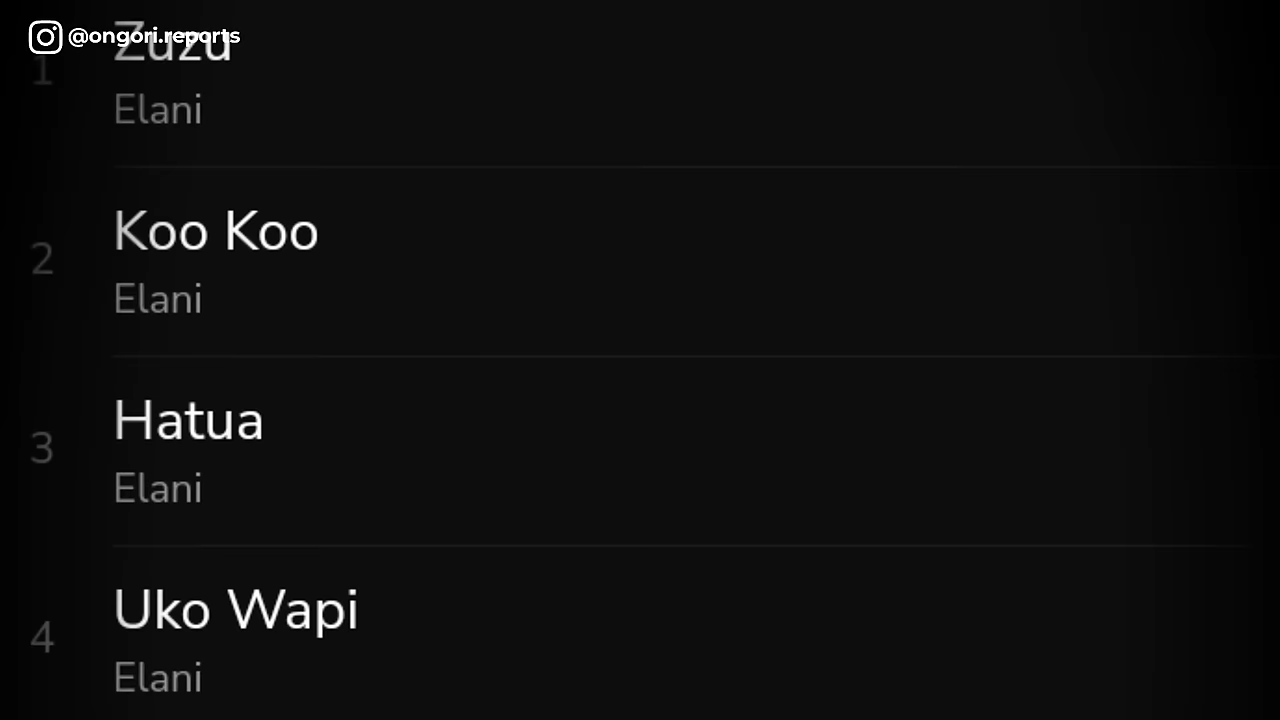 @ongori.reports
1
Zuzu
Elani
2
Koo Koo
Elani
3
Hatua
Elani
4
Uko Wapi
Elani